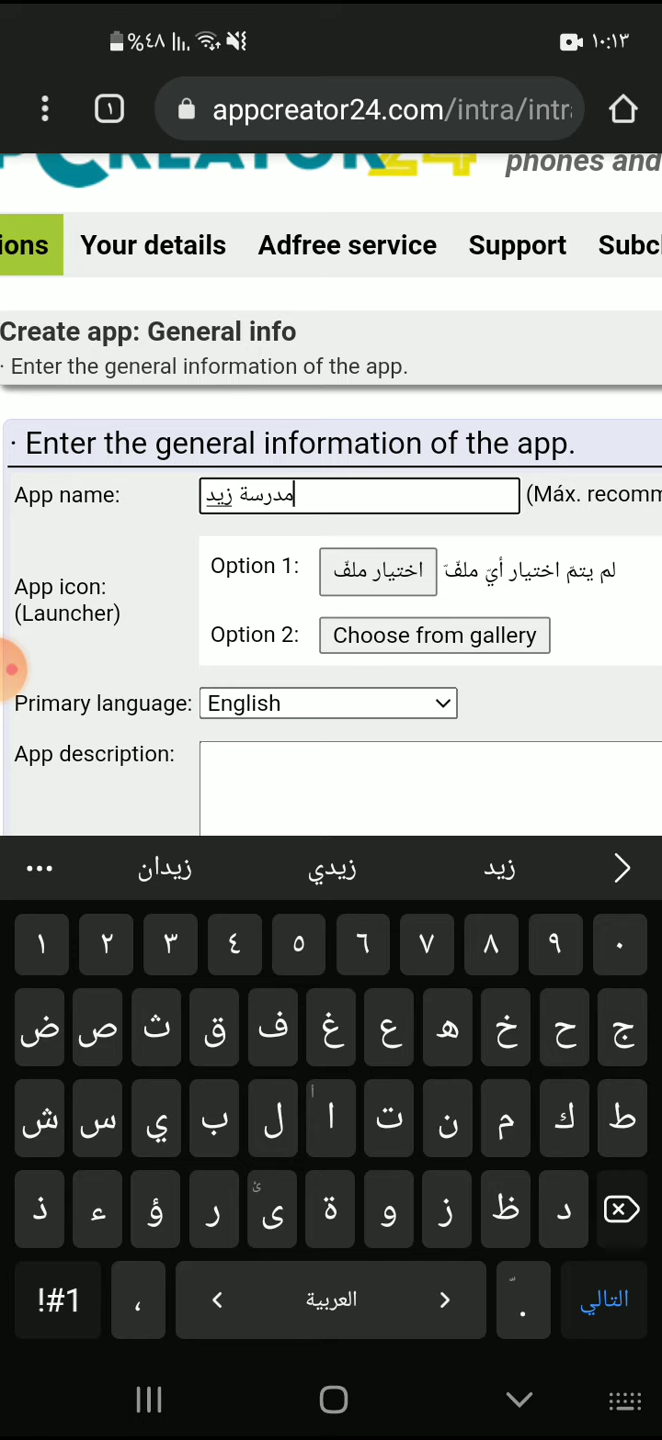 %٤٨ ١٠:١٣
١ appcreator24.com/intra/intr
CREATOR24 phones and
ions Your details Adfree service Support Subc
Create app: General info
· Enter the general information of the app.
· Enter the general information of the app.
App name: مدرسة زيد (Máx. recomm
App icon: (Launcher)
Option 1: اختيار ملفّ لم يتمّ اختيار أيّ ملفّ
Option 2: Choose from gallery
Primary language: English
App description:
... زيدان زيدي زيد
١ ٢ ٣ ٤ ٥ ٦ ٧ ٨ ٩ ٠
ض ص ث ق ف غ ع ه خ ح ج
ش س ي ب ل ا أ ت ن م ك ط
ذ ء ؤ ر ى ئ ة و ز ظ د
!#1 ، العربية . التالي